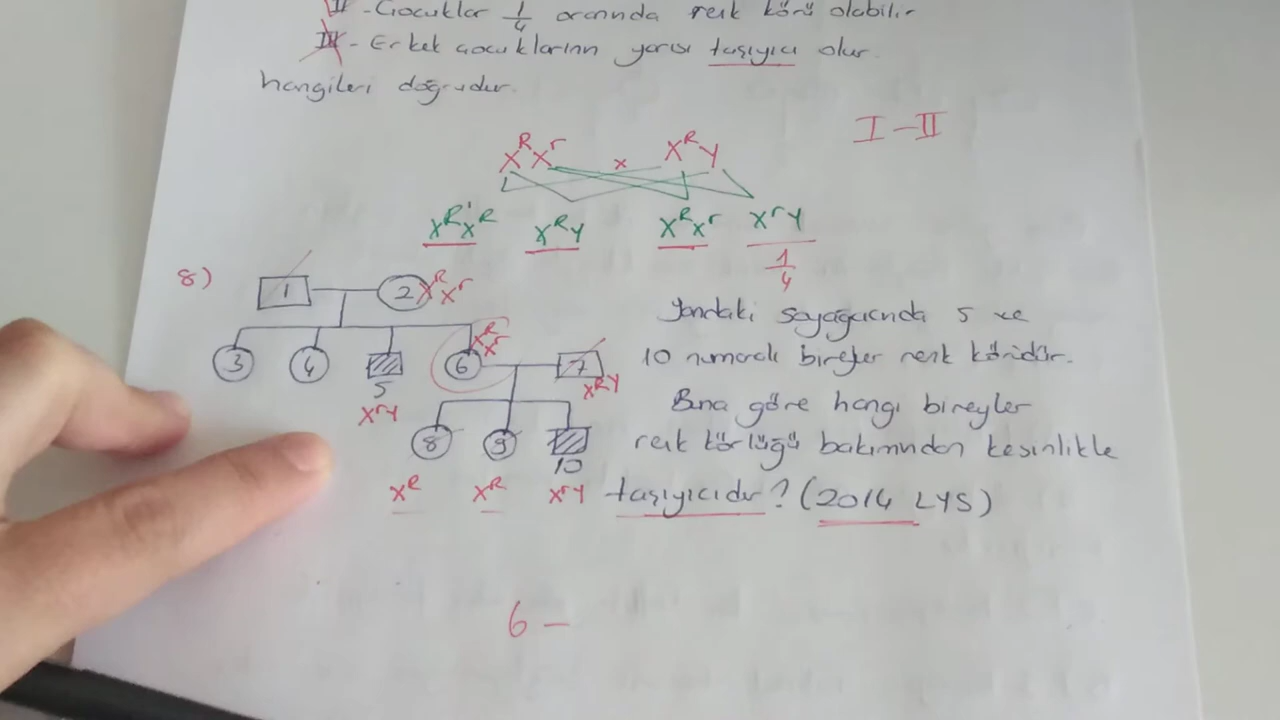 II - Çocuklar 1/4 oranında renk körü olabilir
III - Erkek çocuklarının yarısı taşıyıcı olur.
hangileri doğrudur.
I - II
X^R X^r x X^R Y
X^R X^R X^R Y X^R X^r X^r Y
1/4
8)
1 2 X^R X^r
Yandaki soyağacında 5 ve
3 4 5 6 7
X^R X^r
10 numaralı bireyler renk körüdür.
X^r Y X^R Y
Buna göre hangi bireyler
8 9 10
renk körlüğü bakımından kesinlikle
X^R X^R X^r Y
taşıyıcıdır? (2014 LYS)
6 -